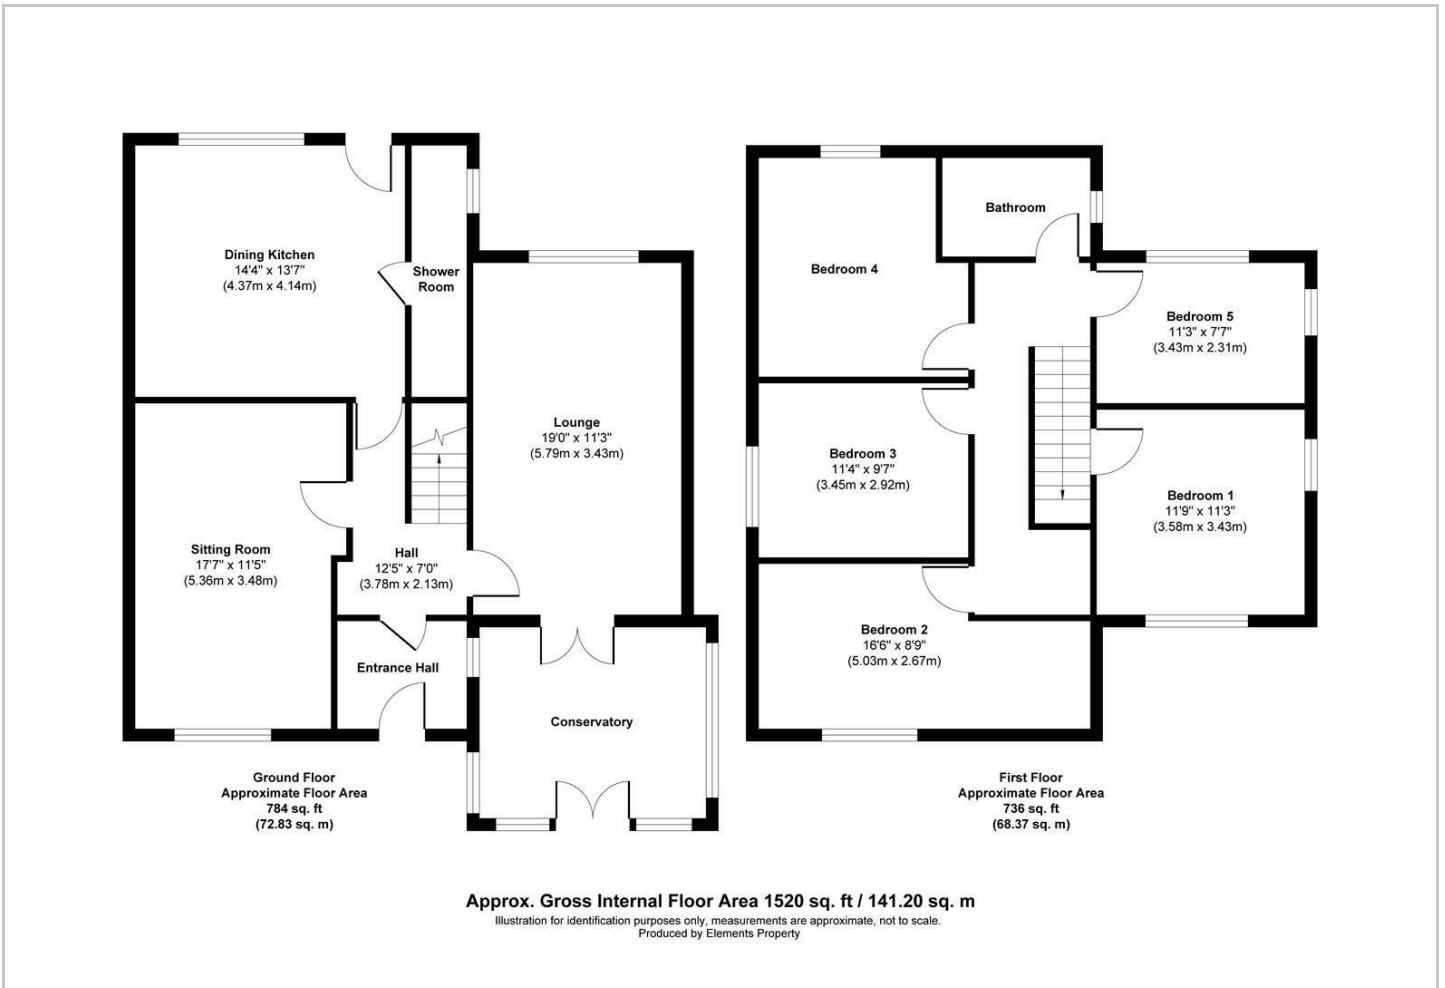 Dining Kitchen
14'4" x 13'7"
(4.37m x 4.14m)
Shower
Room
Lounge
19'0" x 11'3"
(5.79m x 3.43m)
Sitting Room
17'7" x 11'5"
(5.36m x 3.48m)
Hall
12'5" x 7'0"
(3.78m x 2.13m)
Entrance Hall
Conservatory
Ground Floor
Approximate Floor Area
784 sq. ft
(72.83 sq. m)
Bathroom
Bedroom 4
Bedroom 5
11'3" x 7'7"
(3.43m x 2.31m)
Bedroom 3
11'4" x 9'7"
(3.45m x 2.92m)
Bedroom 1
11'9" x 11'3"
(3.58m x 3.43m)
Bedroom 2
16'6" x 8'9"
(5.03m x 2.67m)
First Floor
Approximate Floor Area
736 sq. ft
(68.37 sq. m)
Approx. Gross Internal Floor Area 1520 sq. ft / 141.20 sq. m
Illustration for identification purposes only, measurements are approximate, not to scale.
Produced by Elements Property